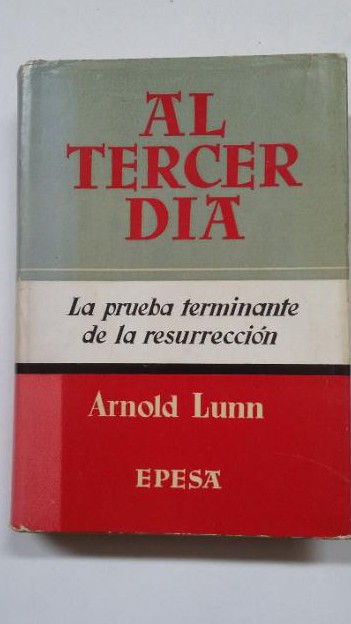 AL
TERCER
DIA
La prueba terminante
de la resurrección
Arnold Lunn
EPESA